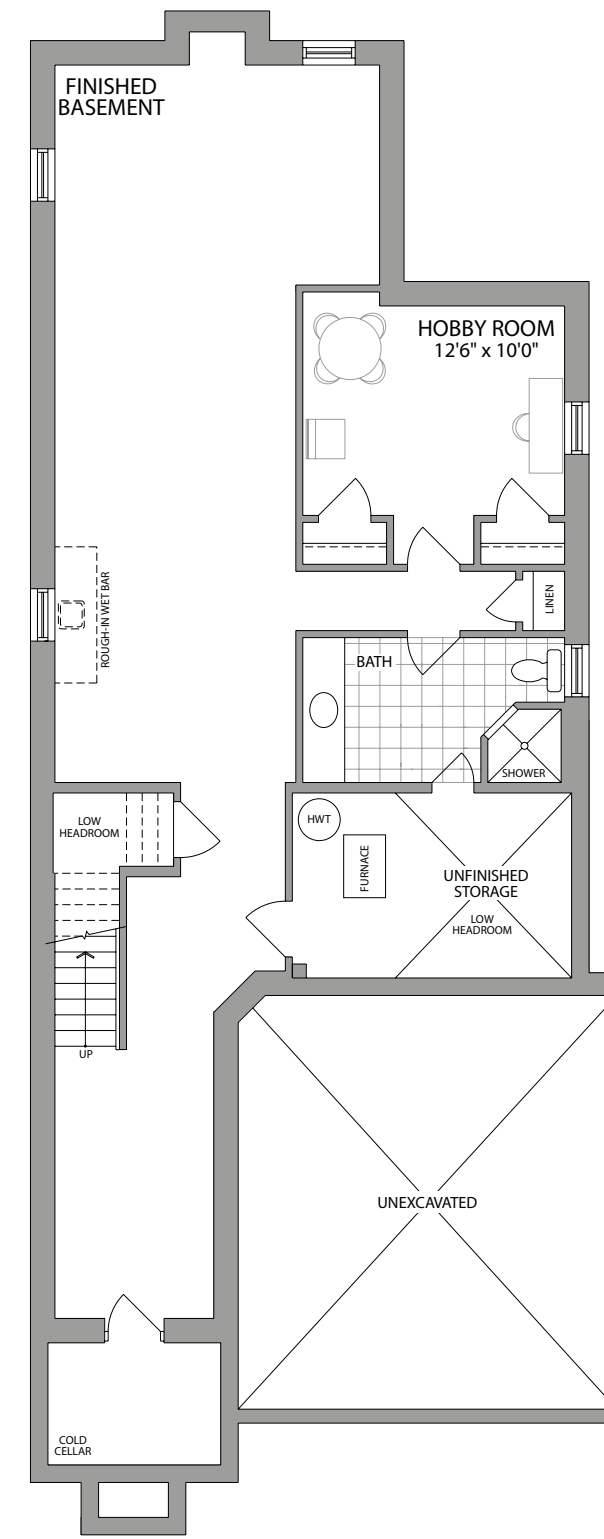 FINISHED
BASEMENT
HOBBY ROOM
12'6" x 10'0"
ROUGH-IN WET BAR
LINEN
BATH
SHOWER
LOW
HEADROOM
HWT
FURNACE
UNFINISHED
STORAGE
LOW
HEADROOM
UP
UNEXCAVATED
COLD
CELLAR